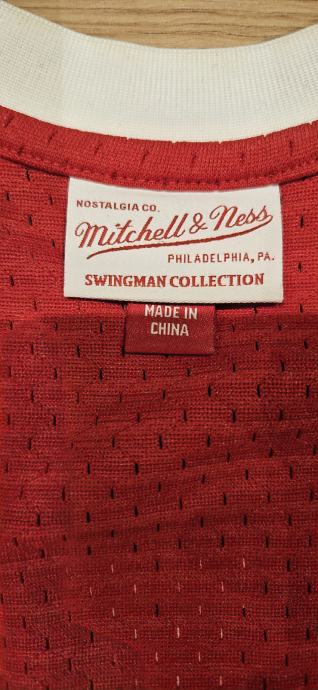 NOSTALGIA CO.
Mitchell & Ness
PHILADELPHIA, PA.
SWINGMAN COLLECTION
MADE IN
CHINA